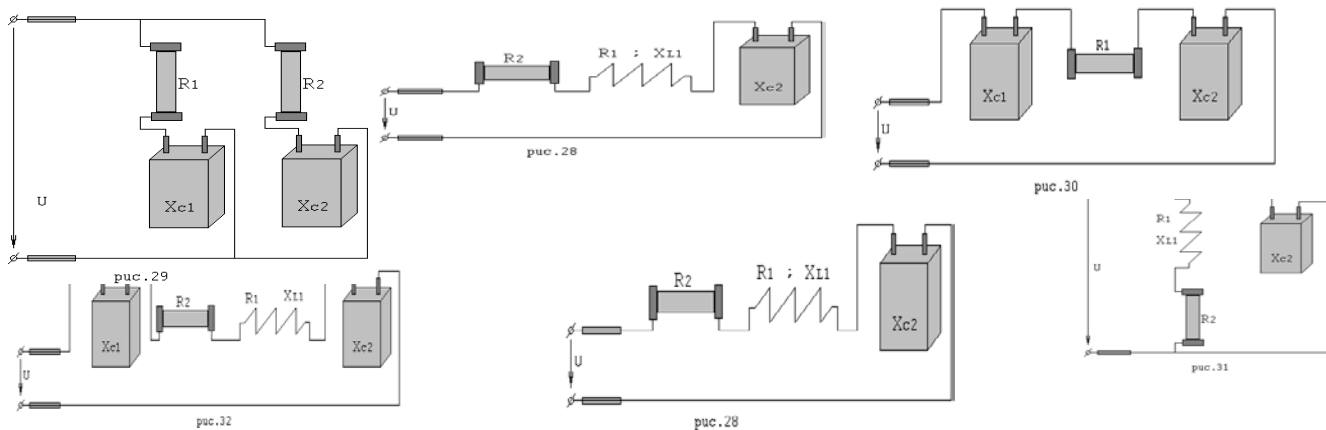 R1
R2
U
Xc1
Xc2
рис.29
R2
R1 ; XL1
Xc2
U
рис.28
R1
Xc1
Xc2
U
рис.30
R2
R1 XL1
Xc1
Xc2
U
рис.32
R2
R1 ; XL1
Xc2
U
рис.28
R1
XL1
Xc2
U
R2
рис.31